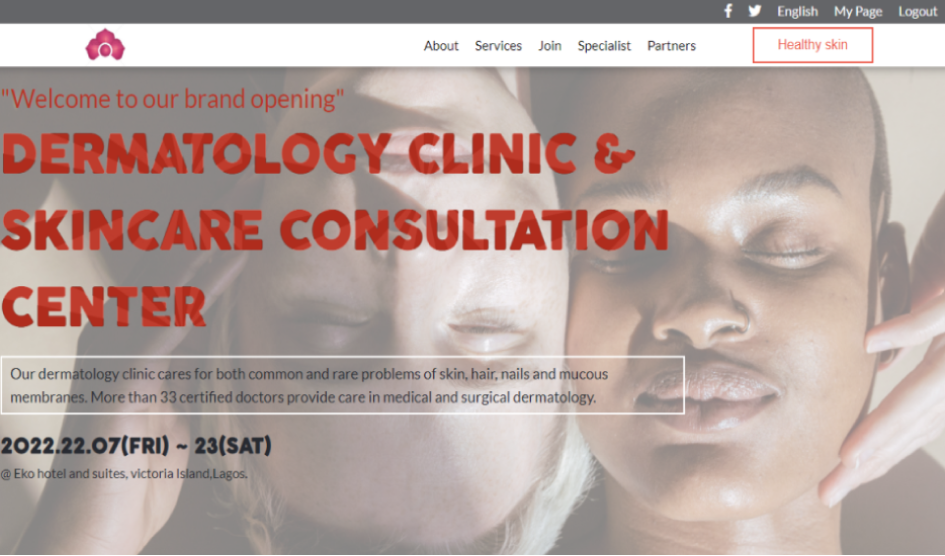 English My Page Logout
About Services Join Specialist Partners Healthy skin
"Welcome to our brand opening"
DERMATOLOGY CLINIC &
SKINCARE CONSULTATION
CENTER
Our dermatology clinic cares for both common and rare problems of skin, hair, nails and mucous
membranes. More than 33 certified doctors provide care in medical and surgical dermatology.
2022.22.07(FRI) ~ 23(SAT)
@ Eko hotel and suites, victoria Island,Lagos.